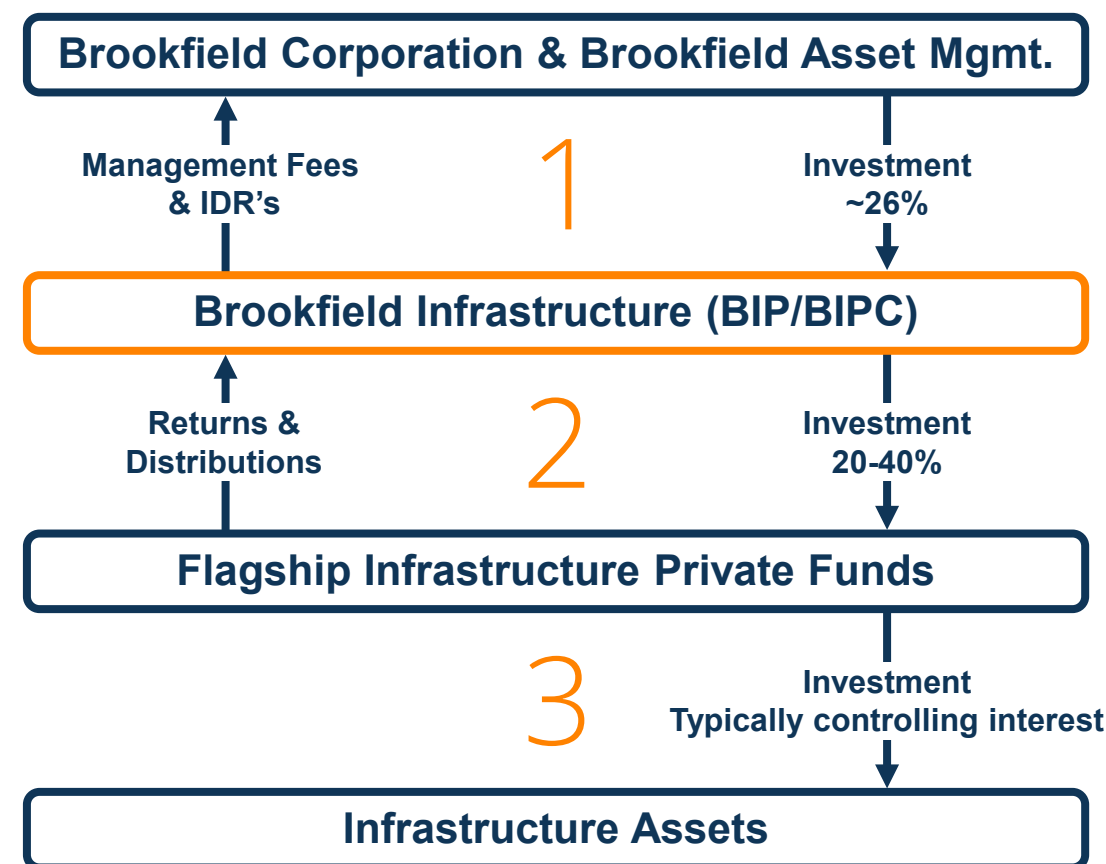 Brookfield Corporation & Brookfield Asset Mgmt.
Management Fees
& IDR's
1
Investment
~26%
Brookfield Infrastructure (BIP/BIPC)
Returns &
Distributions
2
Investment
20-40%
Flagship Infrastructure Private Funds
3
Investment
Typically controlling interest
Infrastructure Assets